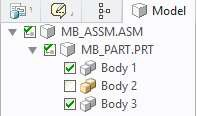 Model
MB_ASSM.ASM
MB_PART.PRT
Body 1
Body 2
Body 3